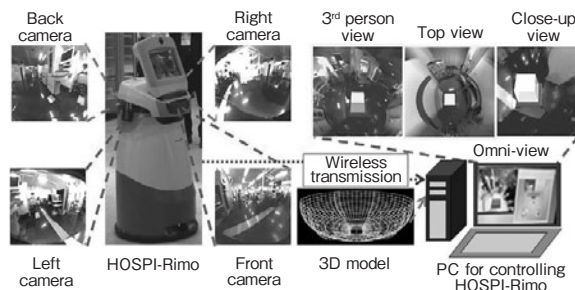 Back
camera
Right
camera
3rd person
view
Top view
Close-up
view
Omni-view
Wireless
transmission
Left
camera
HOSPI-Rimo
Front
camera
3D model
PC for controlling
HOSPI-Rimo